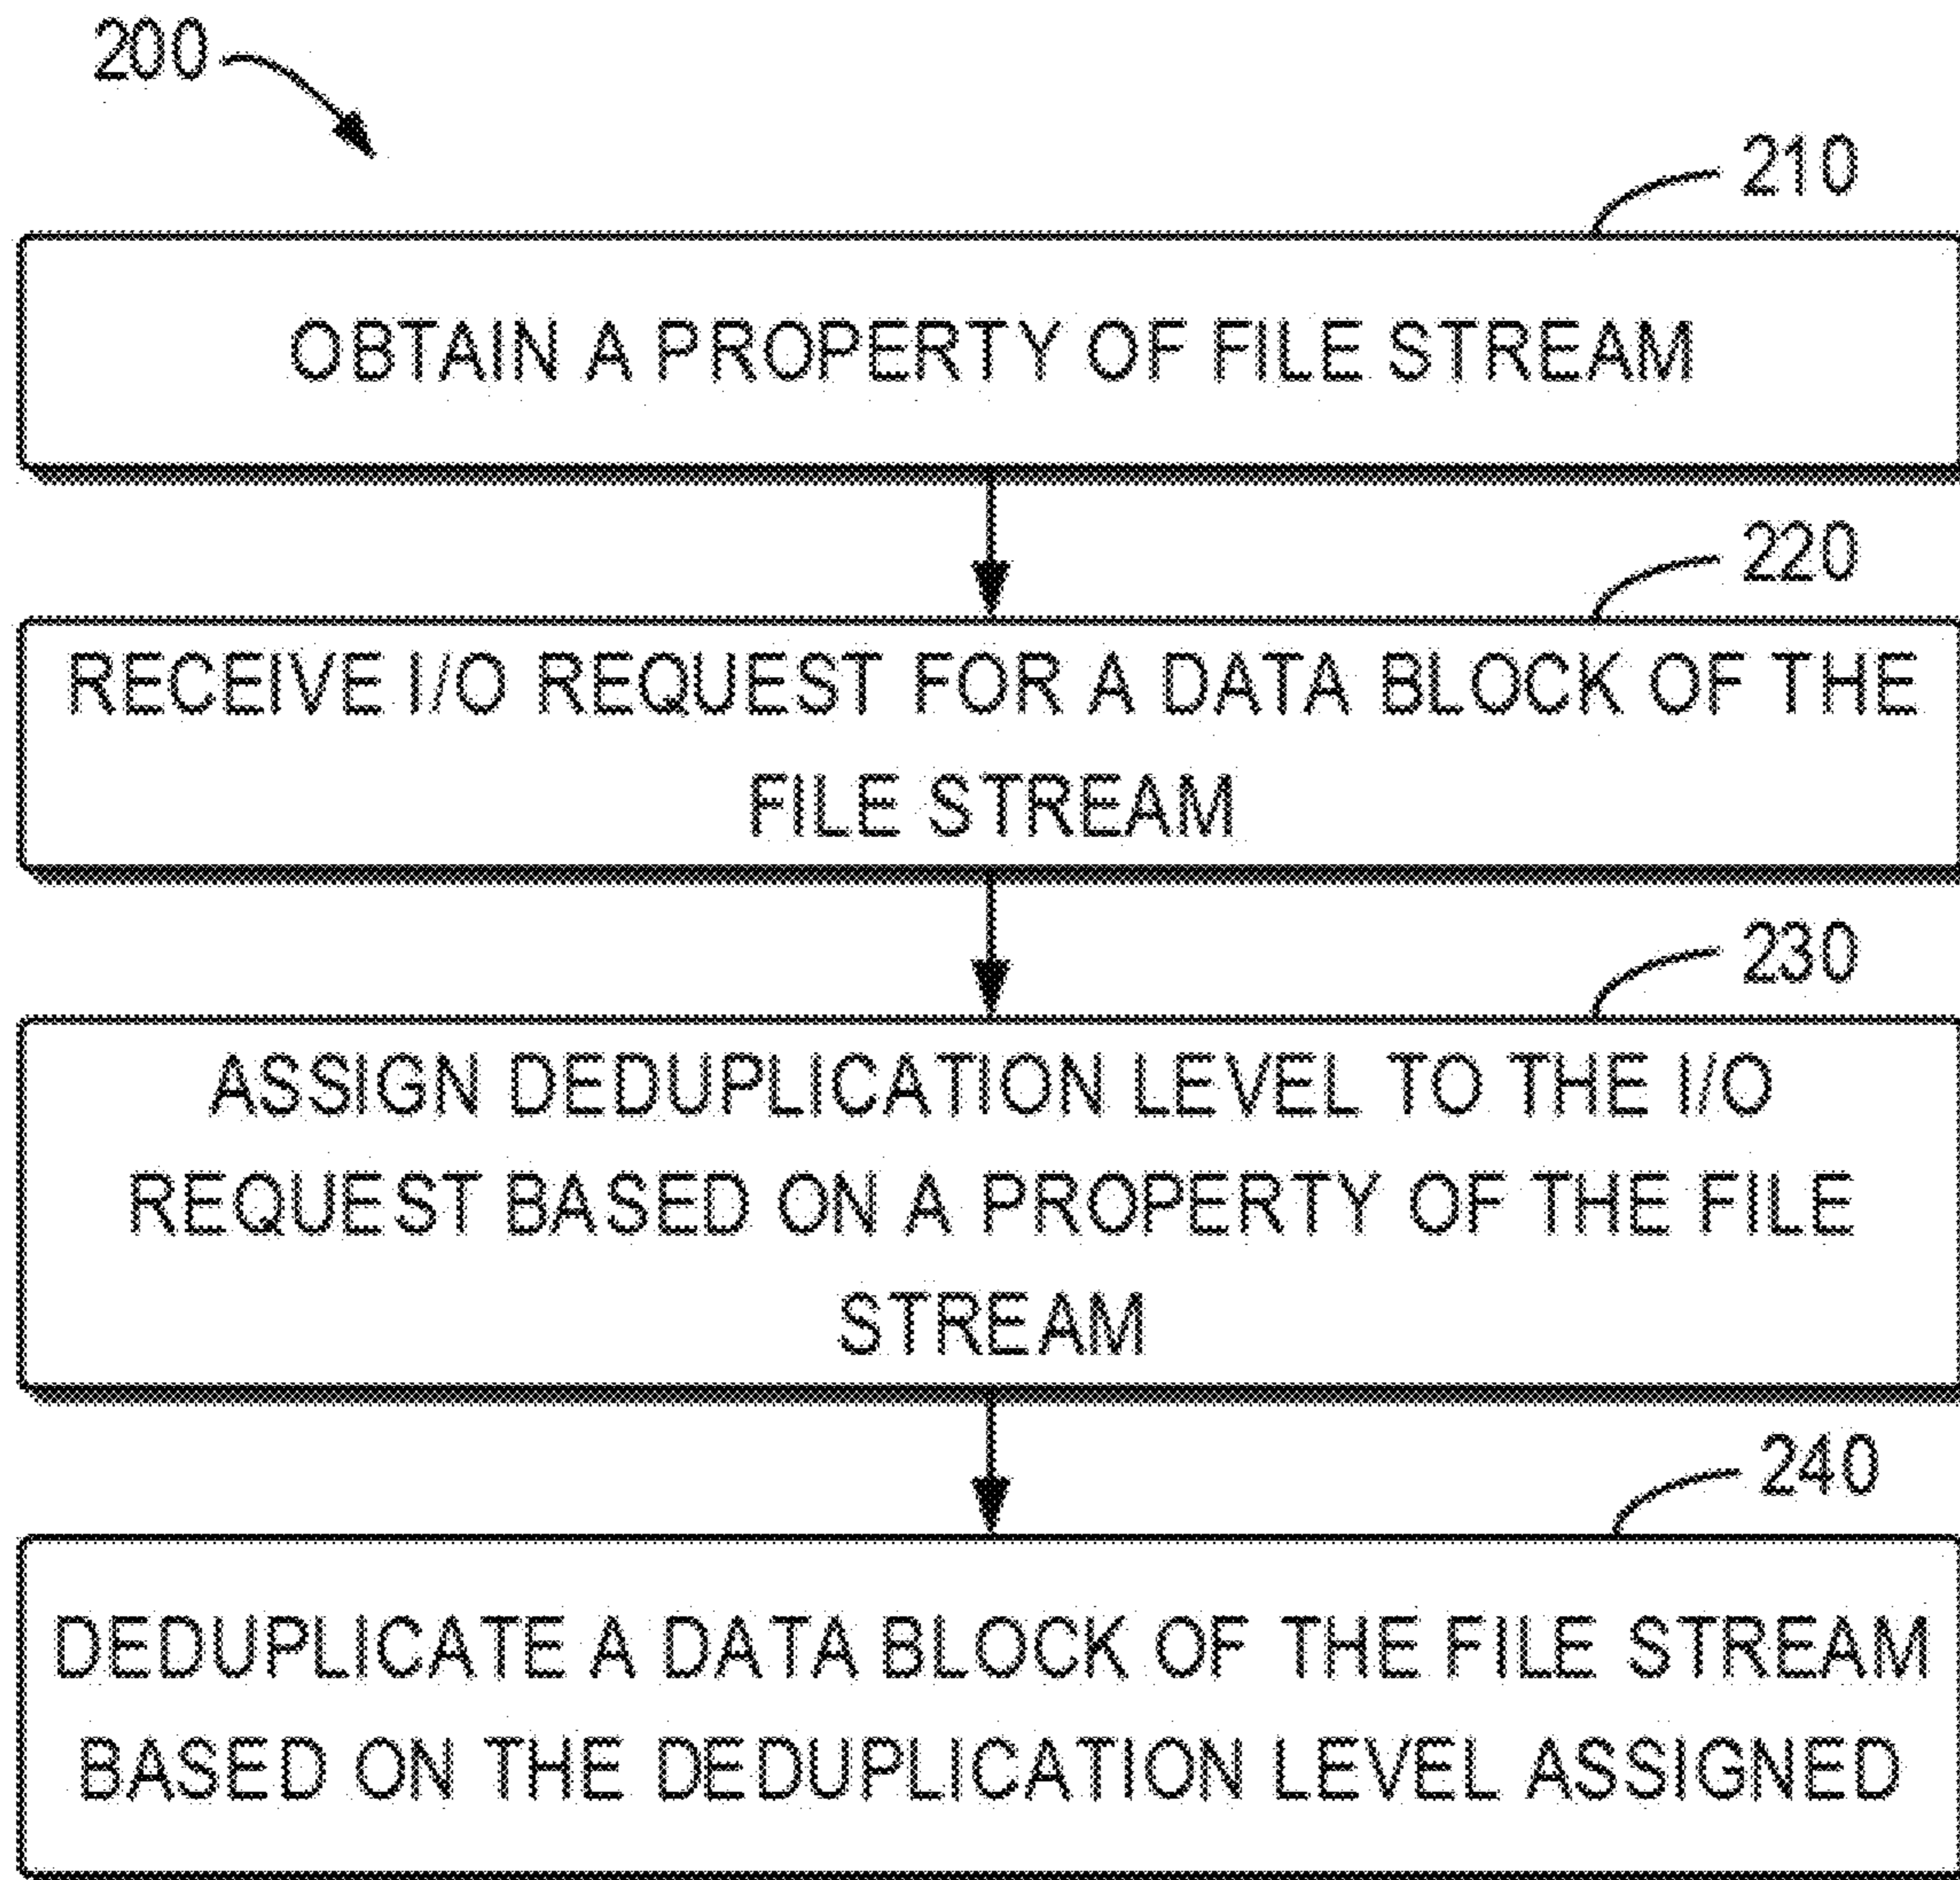 200
210
OBTAIN A PROPERTY OF FILE STREAM
220
RECEIVE I/O REQUEST FOR A DATA BLOCK OF THE
FILE STREAM
230
ASSIGN DEDUPLICATION LEVEL TO THE I/O
REQUEST BASED ON A PROPERTY OF THE FILE
STREAM
240
DEDUPLICATE A DATA BLOCK OF THE FILE STREAM
BASED ON THE DEDUPLICATION LEVEL ASSIGNED